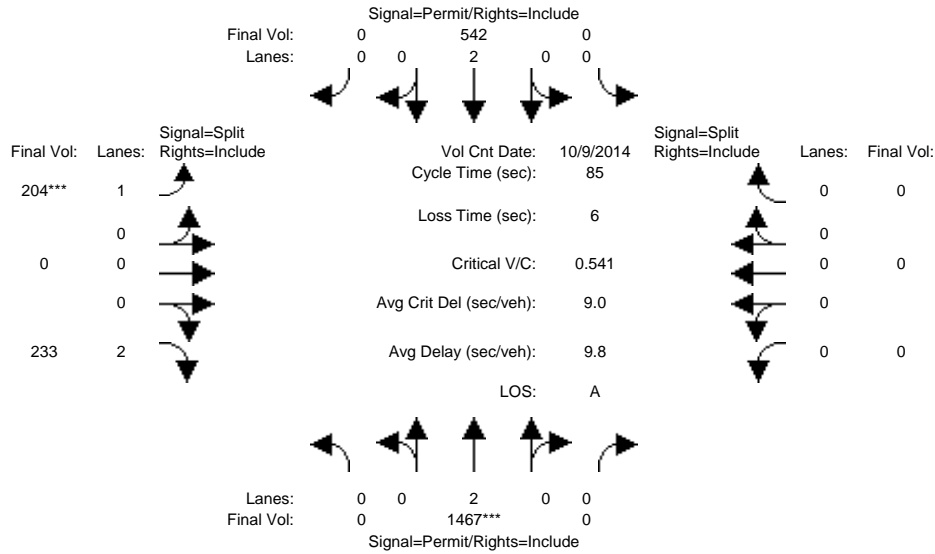 Signal=Permit/Rights=Include
Final Vol: 0 542 0
Lanes: 0 0 2 0 0
Signal=Split
Final Vol: Lanes: Rights=Include
Vol Cnt Date: 10/9/2014
Signal=Split
Rights=Include Lanes: Final Vol:
Cycle Time (sec): 85
204*** 1
0 0
Loss Time (sec): 6
0
0
0 0
Critical V/C: 0.541
0 0
0
Avg Crit Del (sec/veh): 9.0
0
233 2
Avg Delay (sec/veh): 9.8
0 0
LOS: A
Lanes: 0 0 2 0 0
Final Vol: 0 1467*** 0
Signal=Permit/Rights=Include